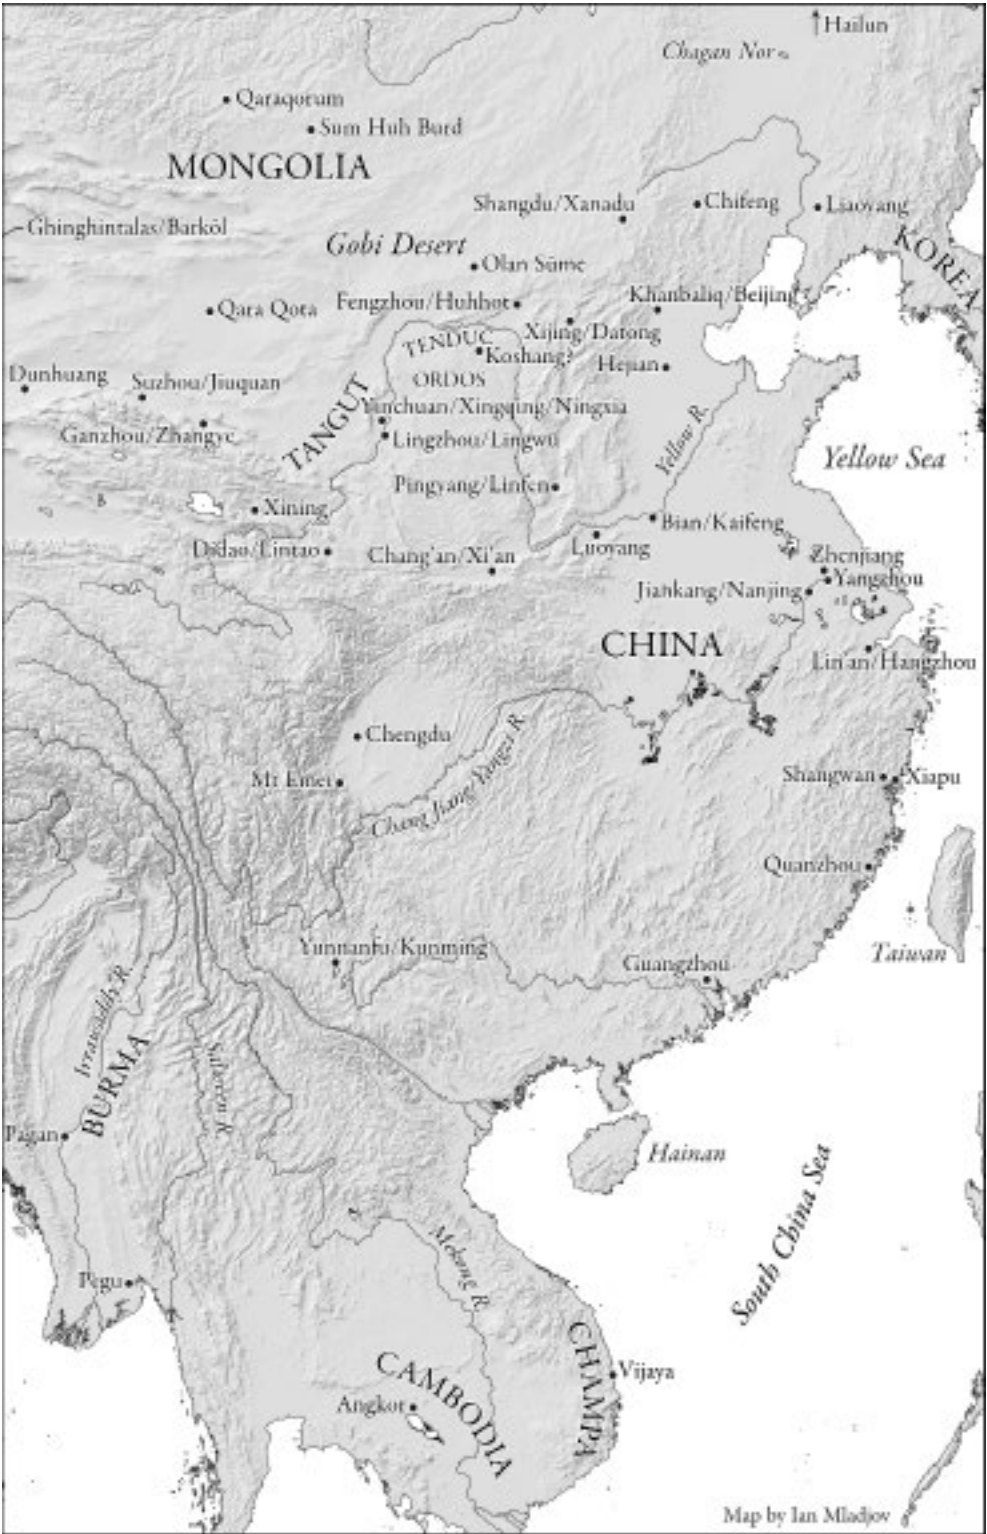 Hailun
Chagan Nor
Qaraqorum
Sum Huh Burd
MONGOLIA
Shangdu/Xanadu
Chifeng
Liaoyang
Ghinghintalas/Barköl
Gobi Desert
KOREA
Olan Süme
Qara Qota
Fengzhou/Huhhot
Khanbaliq/Beijing
Xijing/Datong
TENDUC
Koshang?
Hejian
Dunhuang
Suzhou/Jiuquan
ORDOS
TANGUT
Yinchuan/Xingqing/Ningxia
Ganzhou/Zhangye
Lingzhou/Lingwu
Yellow R.
Yellow Sea
Pingyang/Linfen
Xining
Bian/Kaifeng
Didao/Lintao
Chang'an/Xi'an
Luoyang
Zhenjiang
Yangzhou
Jiankang/Nanjing
CHINA
Lin'an/Hangzhou
Chengdu
Mt Emei
Chang Jiang/Yangzi R.
Shangwan
Xiapu
Quanzhou
Taiwan
Yunnanfu/Kunming
Guangzhou
Irrawaddy R.
BURMA
Salween R.
Pagan
Hainan
South China Sea
Mekong R.
Pegu
CHAMPA
Vijaya
CAMBODIA
Angkor
Map by Ian Mladjov